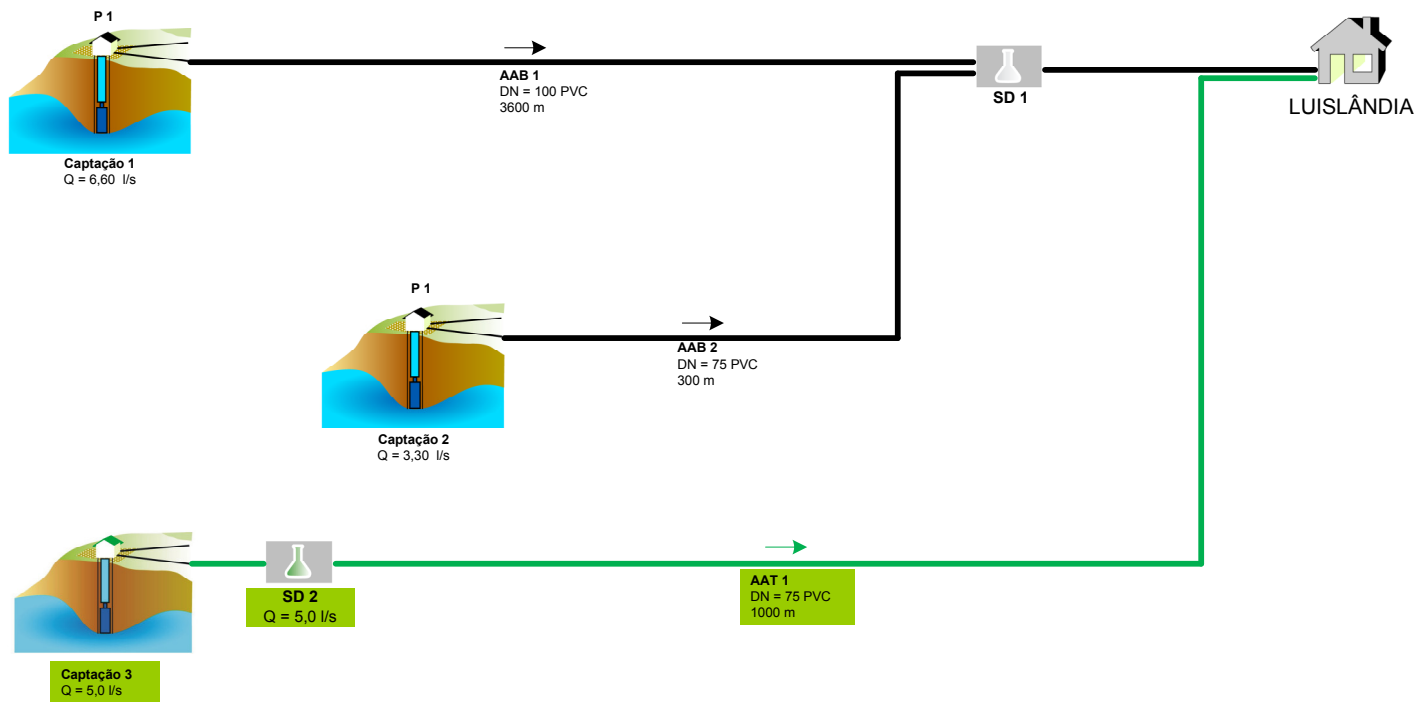 P 1
AAB 1
DN = 100 PVC
3600 m
SD 1
LUISLÂNDIA
Captação 1
Q = 6,60 l/s
P 1
AAB 2
DN = 75 PVC
300 m
Captação 2
Q = 3,30 l/s
SD 2
Q = 5,0 l/s
AAT 1
DN = 75 PVC
1000 m
Captação 3
Q = 5,0 l/s